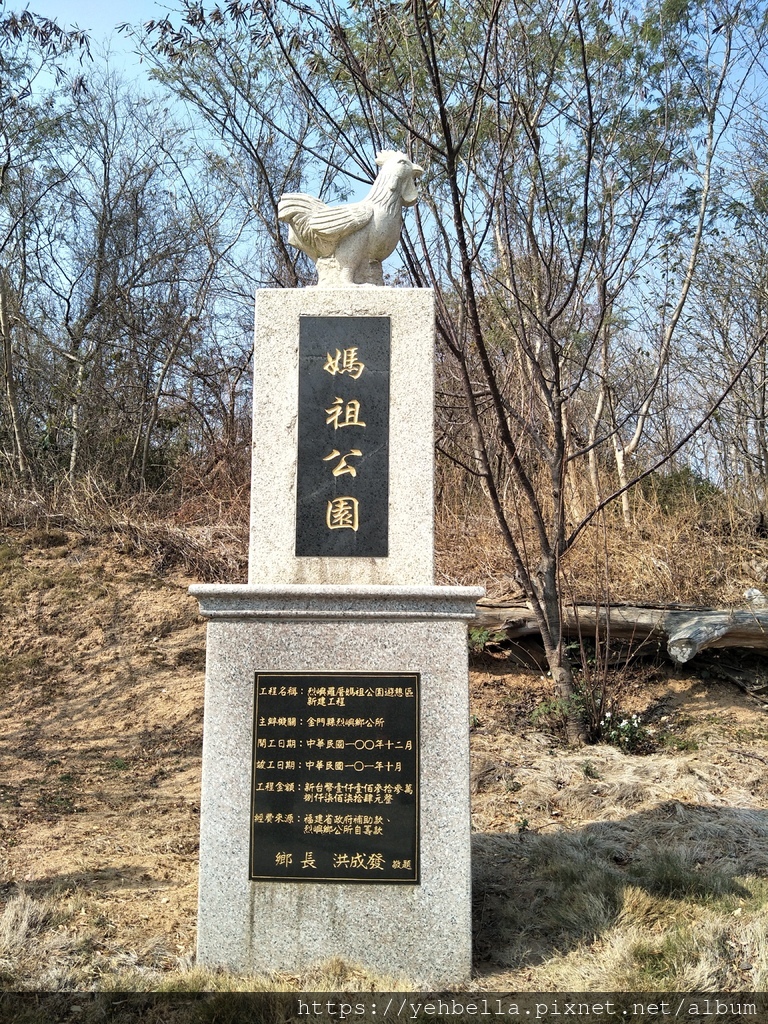 媽祖公園
工程名稱：烈嶼羅厝媽祖公園遊憩區
新建工程
主辦機關：金門縣烈嶼鄉公所
開工日期：中華民國一〇〇年十二月
竣工日期：中華民國一〇一年十月
工程金額：新台幣壹仟壹佰參拾參萬
捌仟柒佰柒拾肆元整
經費來源：福建省政府補助款、
烈嶼鄉公所自籌款
鄉長 洪成發 敬題
https://yehbella.pixnet.net/album